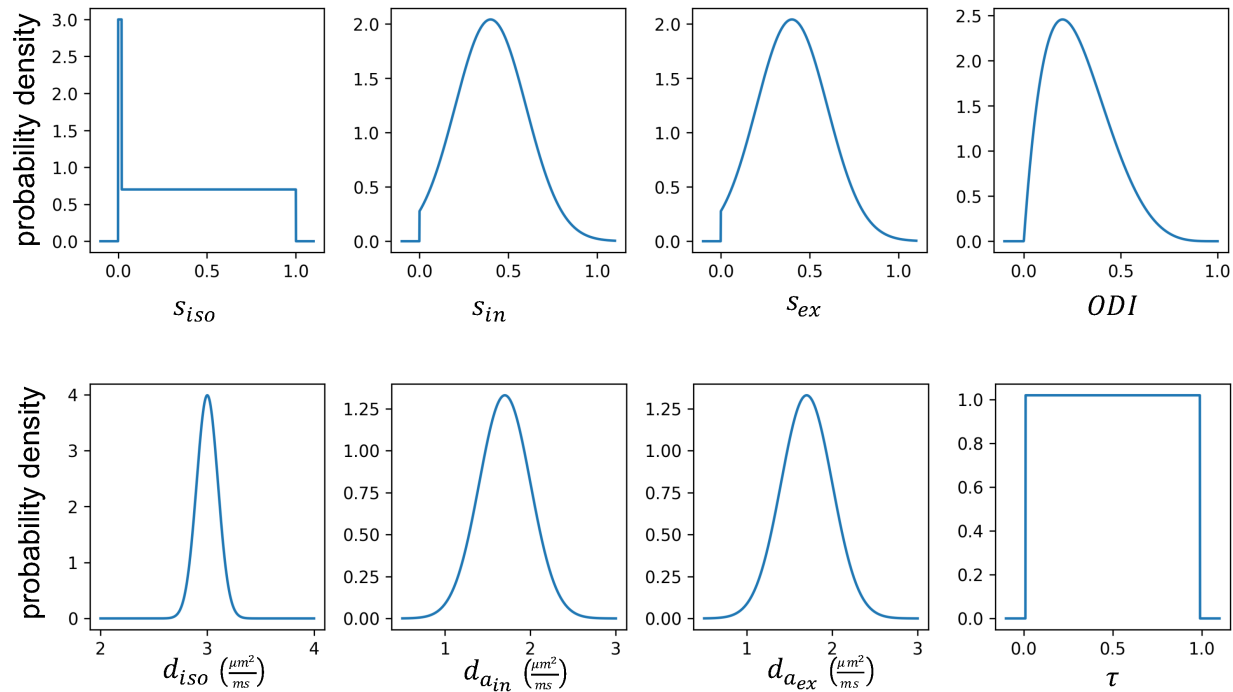 probability density
3.0
2.5
2.0
1.5
1.0
0.5
0.0
0.0 0.5 1.0
s_iso
2.0
1.5
1.0
0.5
0.0
0.0 0.5 1.0
s_in
2.0
1.5
1.0
0.5
0.0
0.0 0.5 1.0
s_ex
2.5
2.0
1.5
1.0
0.5
0.0
0.0 0.5 1.0
ODI
probability density
4
3
2
1
0
2 3 4
d_iso (μm²/ms)
1.25
1.00
0.75
0.50
0.25
0.00
1 2 3
d_a_in (μm²/ms)
1.25
1.00
0.75
0.50
0.25
0.00
1 2 3
d_a_ex (μm²/ms)
1.0
0.8
0.6
0.4
0.2
0.0
0.0 0.5 1.0
τ